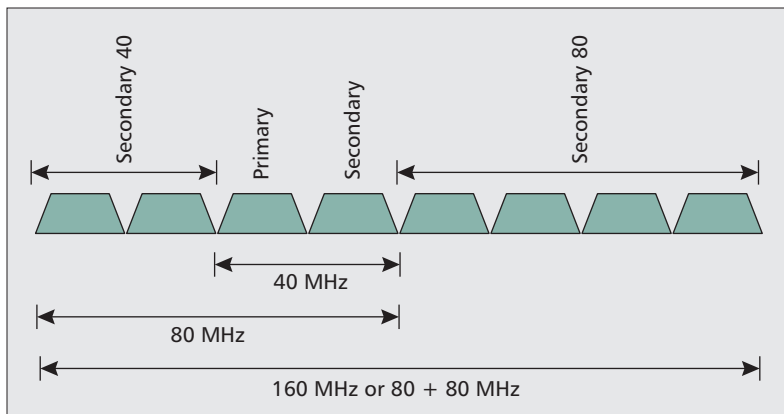 Secondary 40
Primary
Secondary
Secondary 80
40 MHz
80 MHz
160 MHz or 80 + 80 MHz